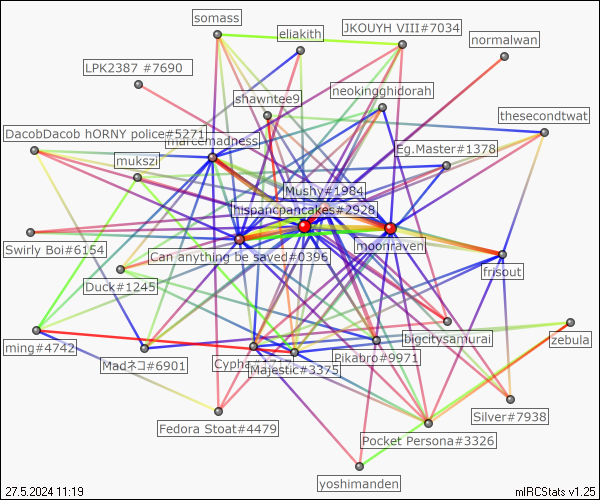 somass
eliakith
JKOUYH VIII#7034
normalwan
LPK2387 #7690
neokingghidorah
shawntee9
thesecondtwat
DacobDacob hORNY police#5271
marcemadness
Eg.Master#1378
mukszi
Mushy#1984
hispancpancakes#2928
moonraven
Swirly Boi#6154
Can anything be saved#0396
frisout
Duck#1245
ming#4742
bigcitysamurai
zebula
Madネコ#6901
Pikabro#9971
Majestic#3375
Silver#7938
Fedora Stoat#4479
Pocket Persona#3326
yoshimanden
27.5.2024 11:19
mIRCStats v1.25